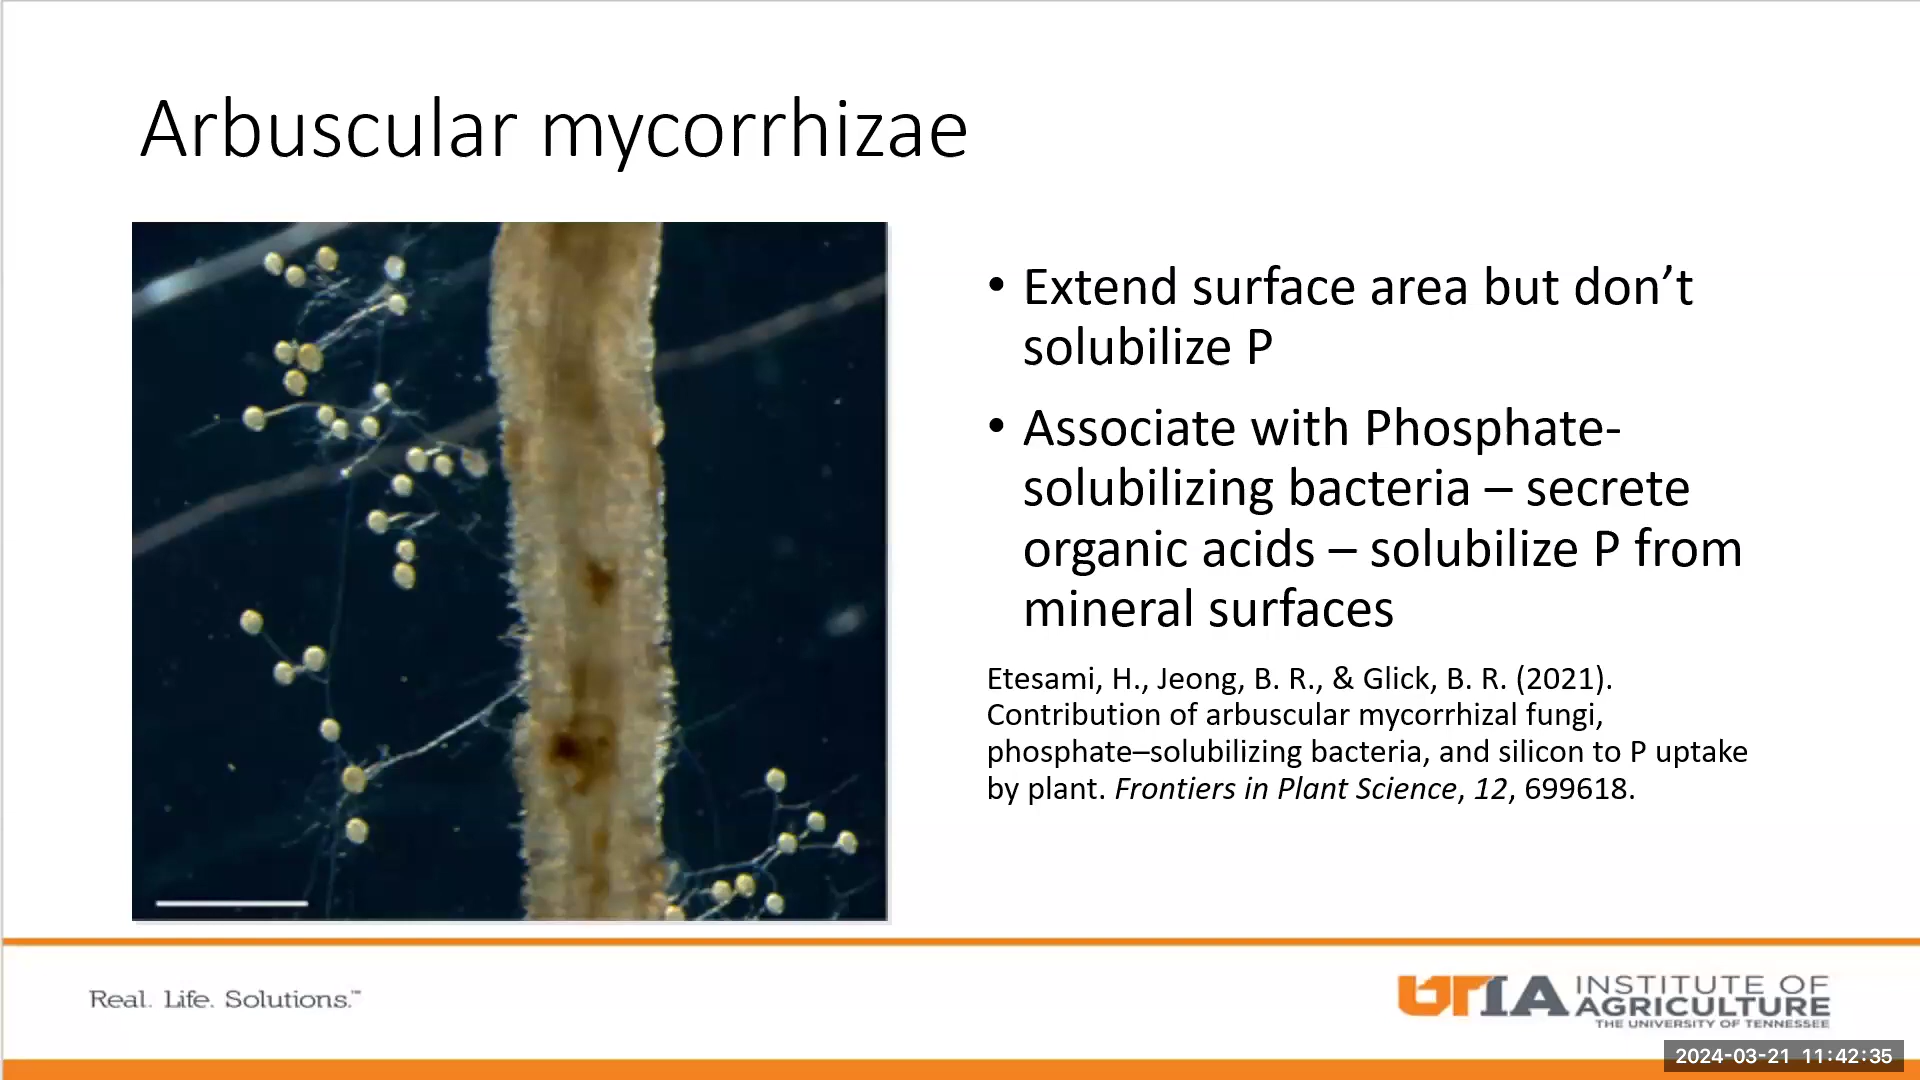 Arbuscular mycorrhizae
• Extend surface area but don’t
solubilize P
• Associate with Phosphate-
solubilizing bacteria – secrete
organic acids – solubilize P from
mineral surfaces
Etesami, H., Jeong, B. R., & Glick, B. R. (2021).
Contribution of arbuscular mycorrhizal fungi,
phosphate–solubilizing bacteria, and silicon to P uptake
by plant. Frontiers in Plant Science, 12, 699618.
Real. Life. Solutions.™
UTIA INSTITUTE OF
AGRICULTURE
THE UNIVERSITY OF TENNESSEE
2024-03-21 11:42:35